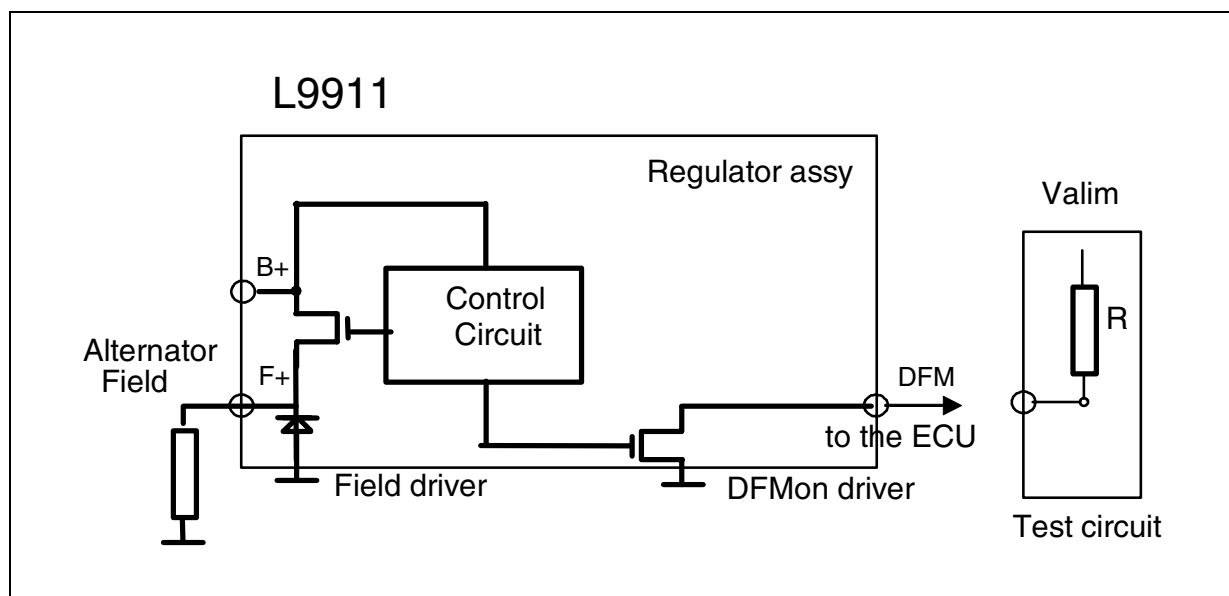 L9911
Regulator assy
Valim
B+
Control
Circuit
R
Alternator
Field
F+
DFM
to the ECU
Field driver
DFMon driver
Test circuit